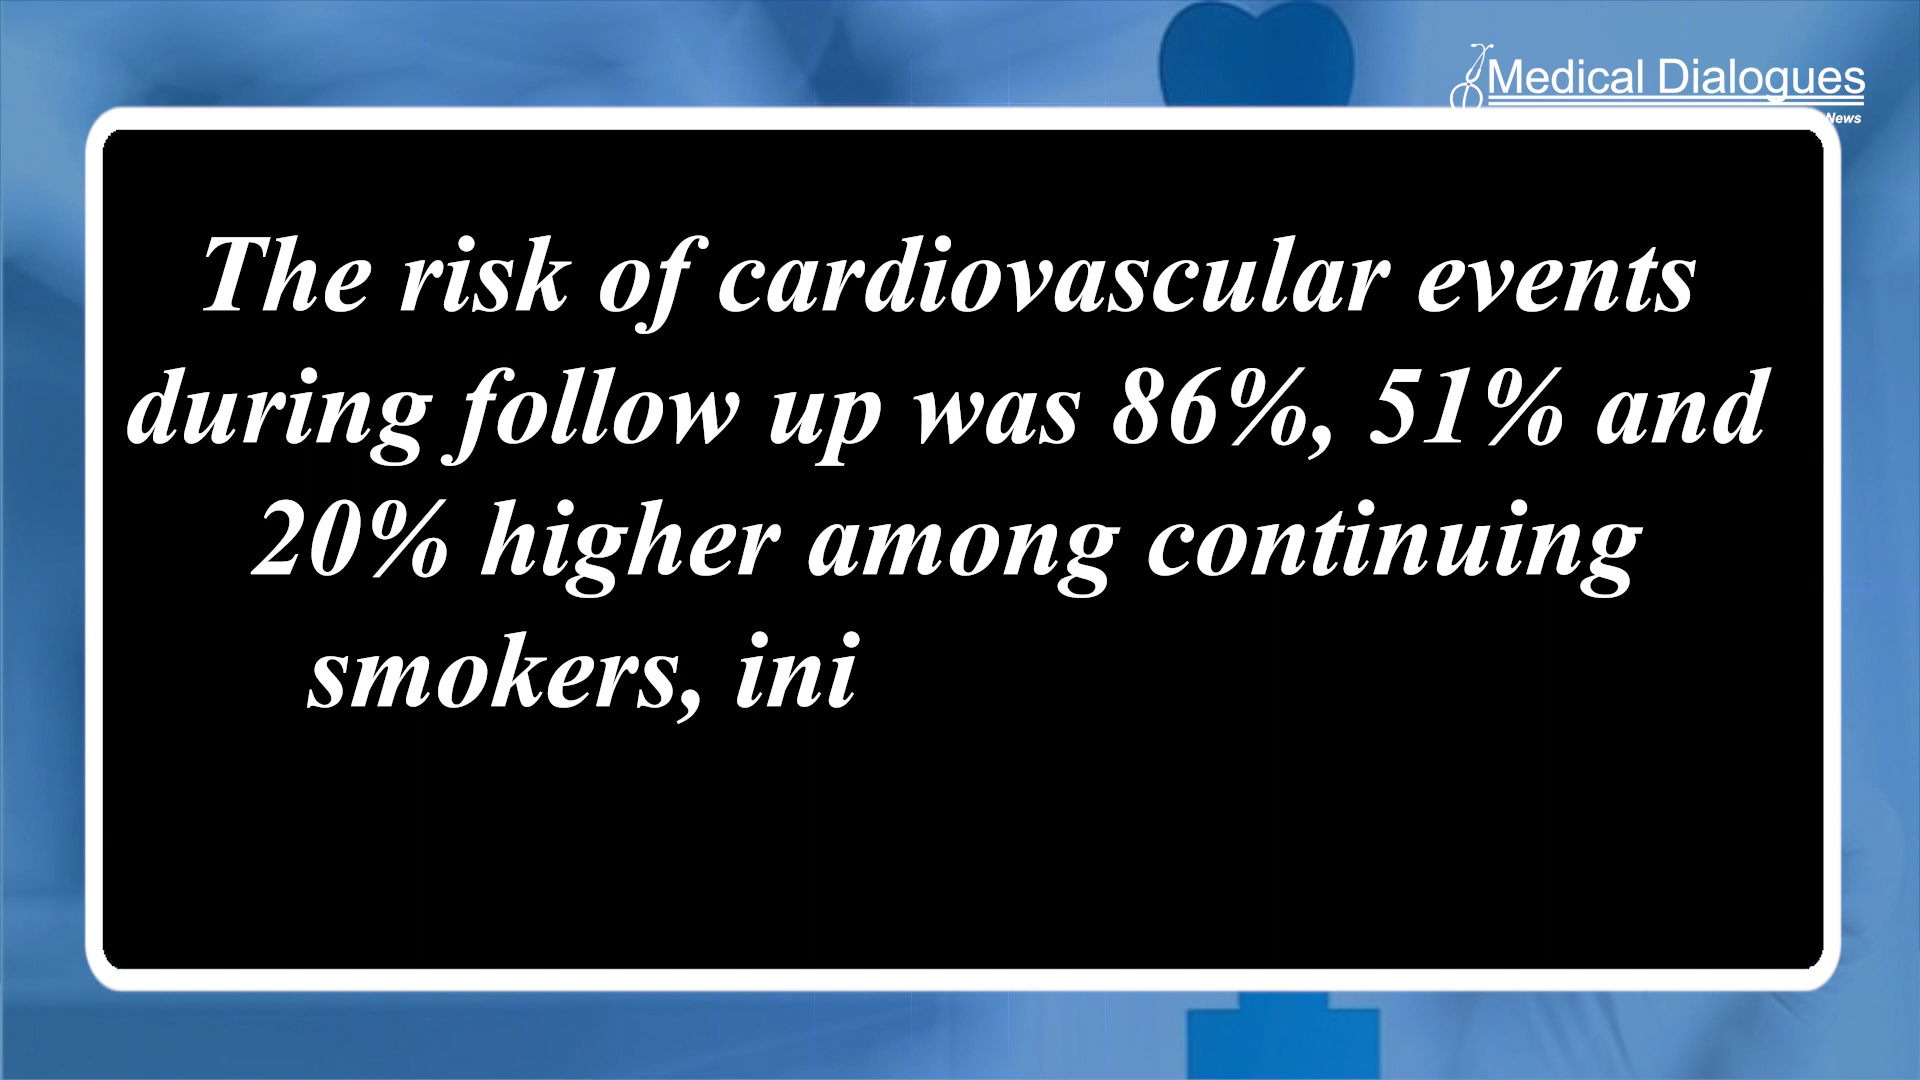 Medical Dialogues
News
The risk of cardiovascular events
during follow up was 86%, 51% and
20% higher among continuing
smokers, ini